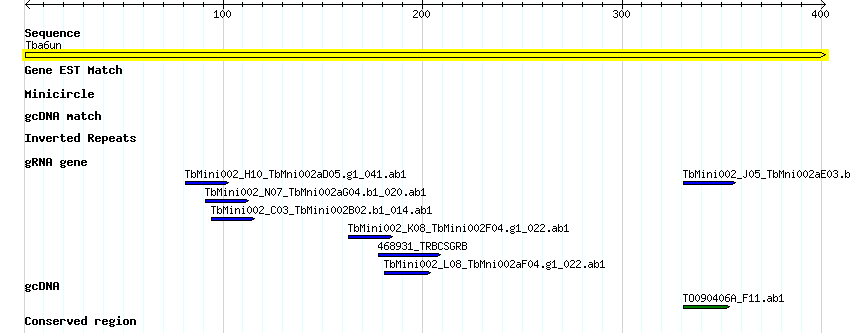 100 200 300 400
Sequence
Tba6un
Gene EST Match
Minicircle
gcDNA match
Inverted Repeats
gRNA gene
TbMini002_H10_TbMni002aD05.g1_041.ab1 TbMini002_J05_TbMni002aE03.b
TbMini002_N07_TbMni002aG04.b1_020.ab1
TbMini002_C03_TbMini002B02.b1_014.ab1
TbMini002_K08_TbMini002F04.g1_022.ab1
468931_TRBCSGRB
TbMini002_L08_TbMni002aF04.g1_022.ab1
gcDNA
TO090406A_F11.ab1
Conserved region